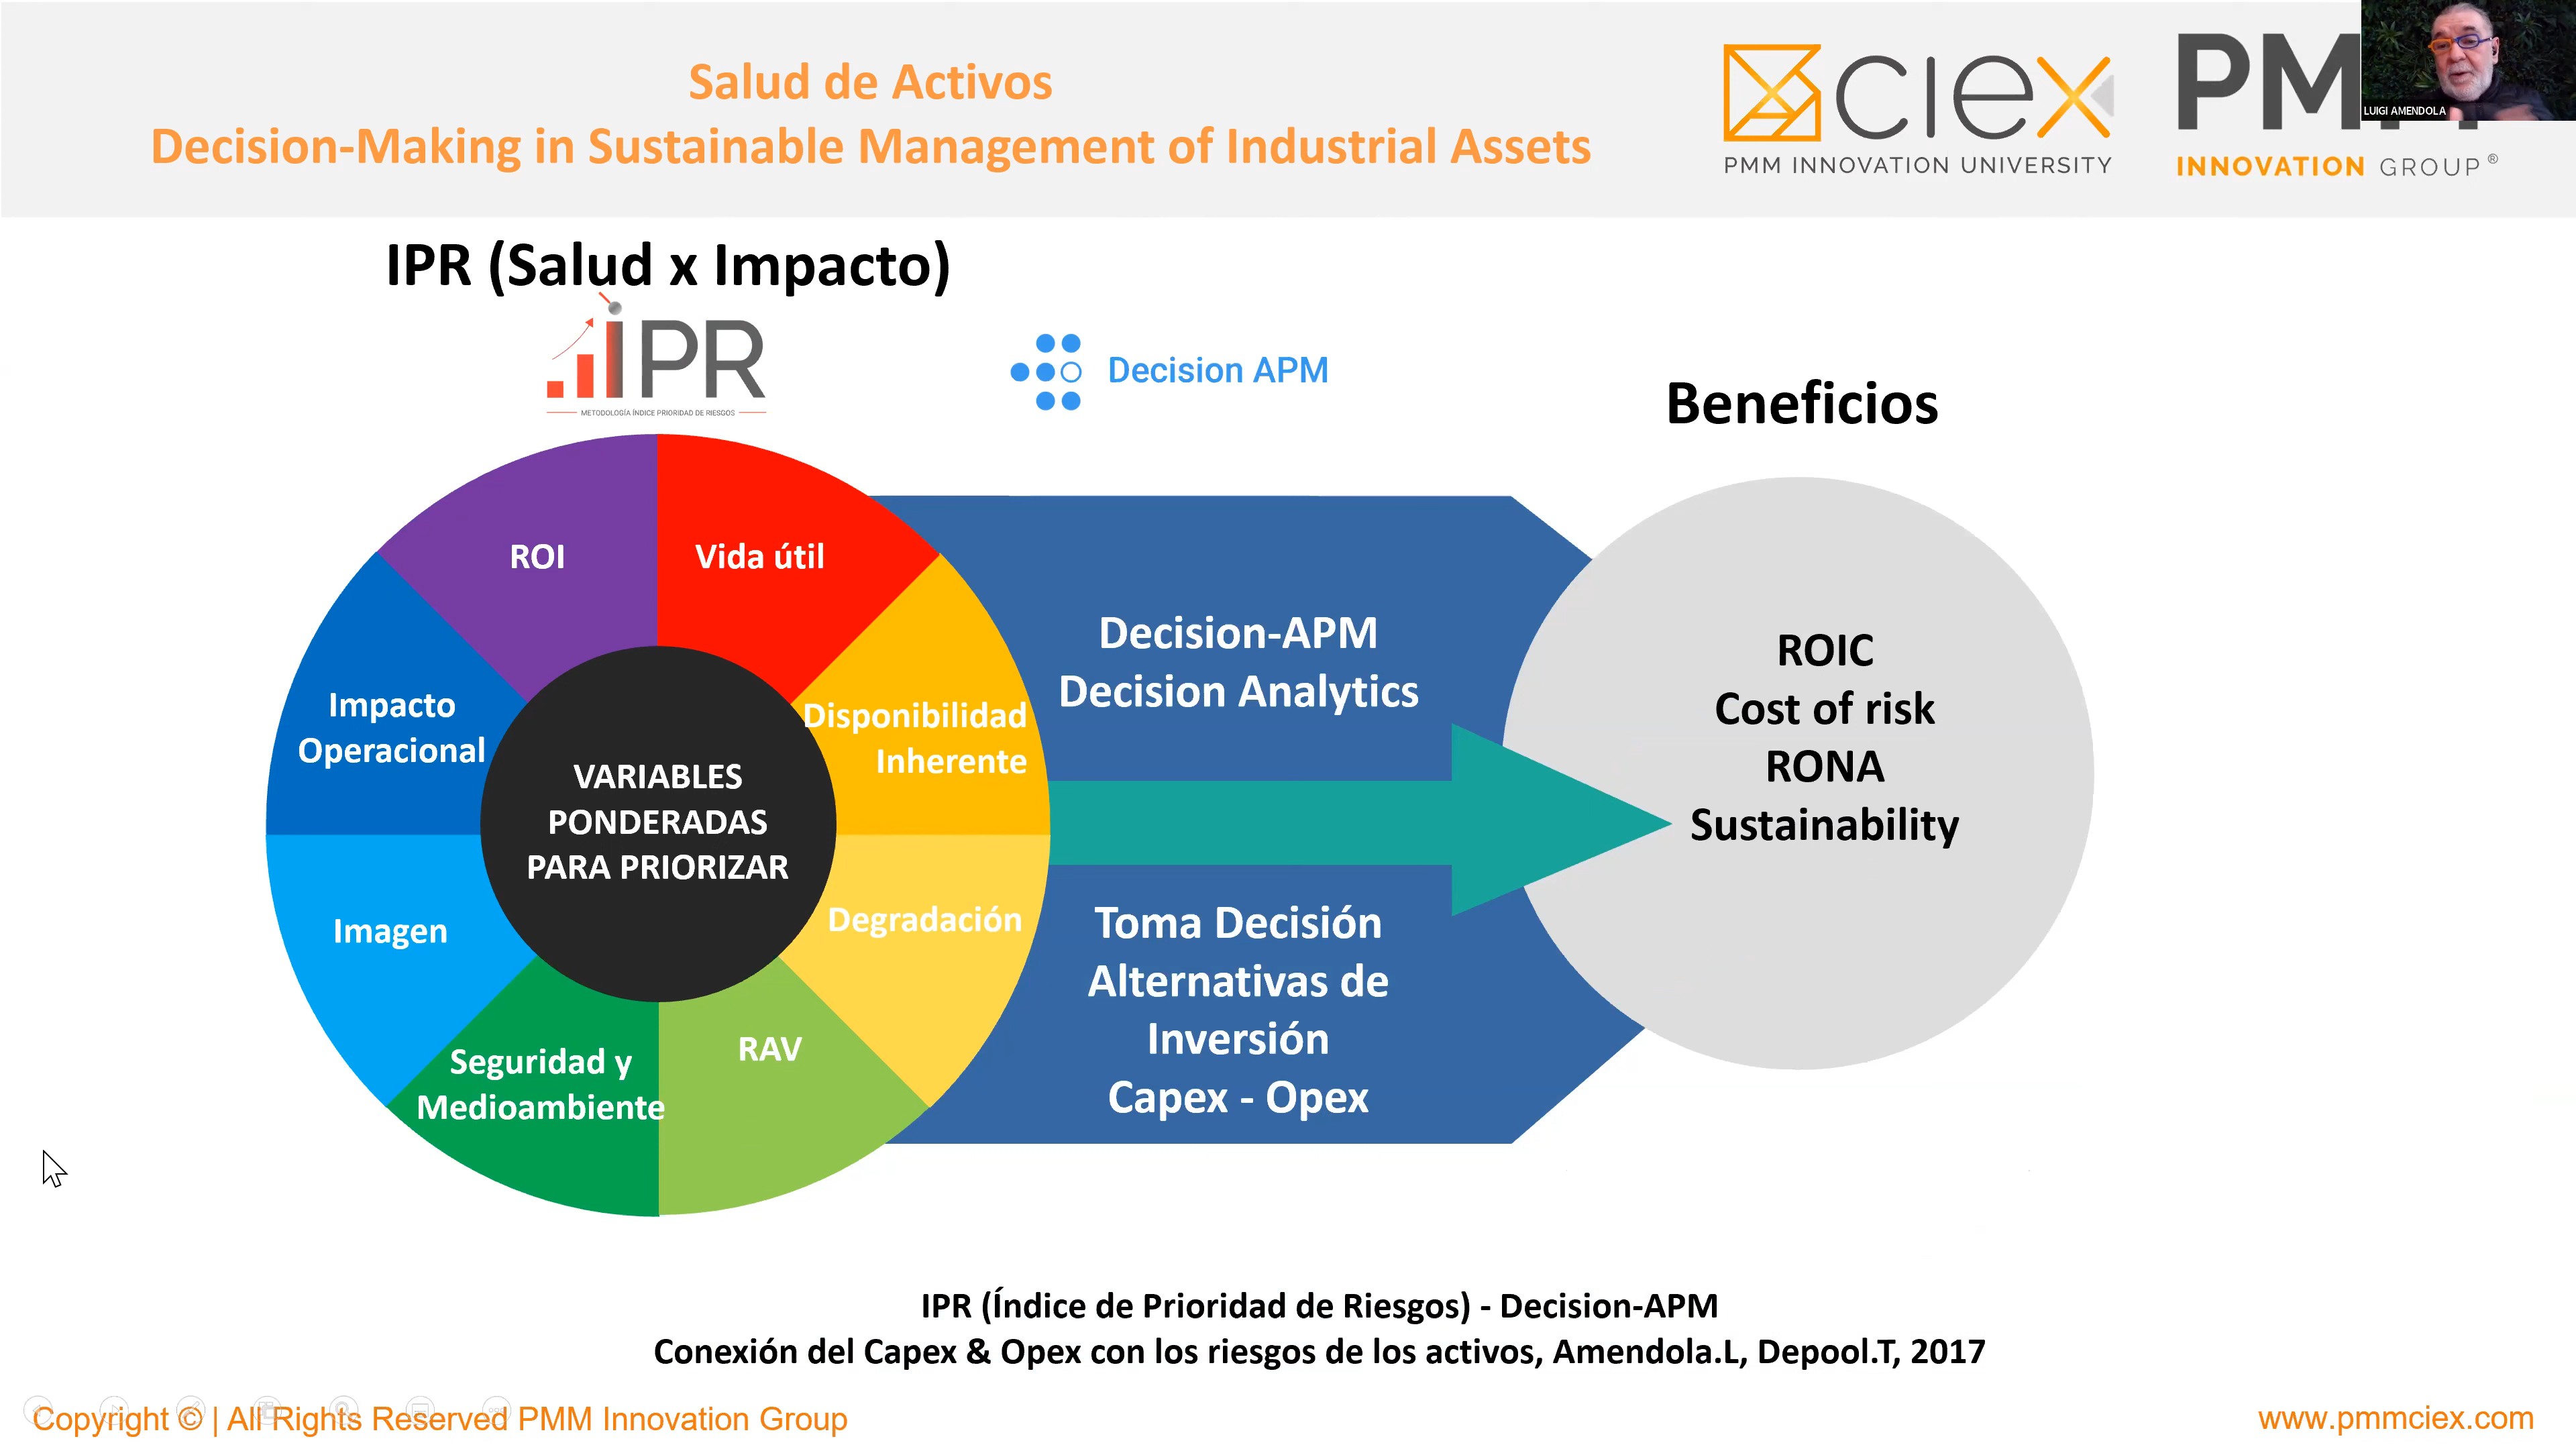 Salud de Activos
Decision-Making in Sustainable Management of Industrial Assets
CIEX
PMM INNOVATION UNIVERSITY
INNOVATION GROUP®
LUIGI AMENDOLA
IPR (Salud x Impacto)
IPR
METODOLOGÍA ÍNDICE PRIORIDAD DE RIESGOS
Decision APM
Beneficios
ROI
Vida útil
Impacto
Operacional
Disponibilidad
Inherente
VARIABLES
PONDERADAS
PARA PRIORIZAR
Imagen
Degradación
Seguridad y
Medioambiente
RAV
Decision-APM
Decision Analytics
Toma Decisión
Alternativas de
Inversión
Capex - Opex
ROIC
Cost of risk
RONA
Sustainability
IPR (Índice de Prioridad de Riesgos) - Decision-APM
Conexión del Capex & Opex con los riesgos de los activos, Amendola.L, Depool.T, 2017
Copyright © | All Rights Reserved PMM Innovation Group
www.pmmciex.com